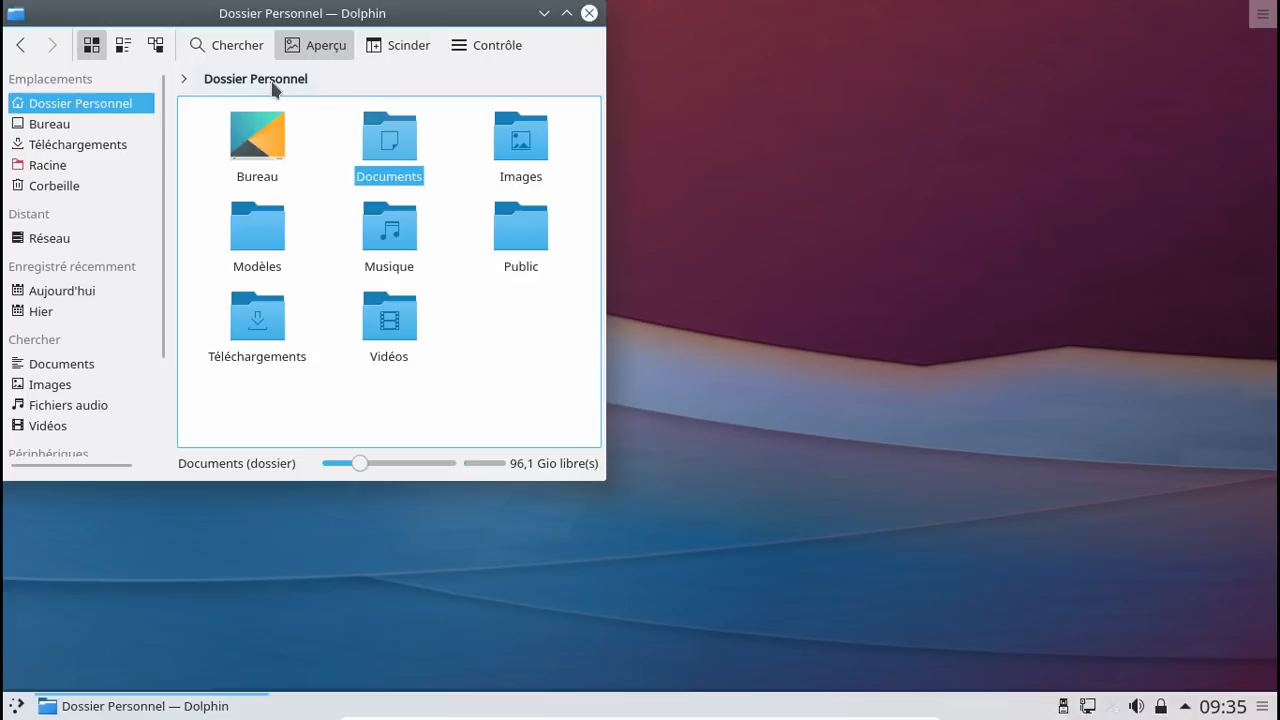 Dossier Personnel — Dolphin
Chercher
Aperçu
Scinder
Contrôle
Emplacements
Dossier Personnel
Bureau
Téléchargements
Racine
Corbeille
Distant
Réseau
Enregistré récemment
Aujourd'hui
Hier
Chercher
Documents
Images
Fichiers audio
Vidéos
Périphériques
Dossier Personnel
Bureau
Documents
Images
Modèles
Musique
Public
Téléchargements
Vidéos
Documents (dossier)
96,1 Gio libre(s)
Dossier Personnel — Dolphin
09:35